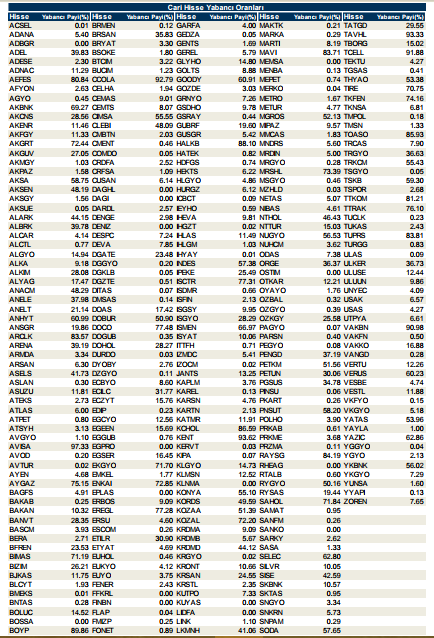 Cari Hisse Yabancı Oranları
Hisse Yabancı Payı(%) Hisse Yabancı Payı(%) Hisse Yabancı Payı(%) Hisse Yabancı Payı(%) Hisse Yabancı Payı(%)
ACSEL 0.01 BRMEN 0.12 GARFA 4.00 MAKTK 0.21 TATGD 29.55
ADANA 5.40 BRSAN 35.83 GEDZA 0.05 MARKA 0.29 TAVHL 93.33
ADBGR 0.00 BRYAT 3.30 GENTS 1.69 MARTI 8.19 TBORG 15.02
ADEL 39.83 BSOKE 1.80 GEREL 5.79 MAVI 83.71 TCELL 91.88
ADESE 2.30 BTCIM 3.22 GLYHO 14.80 MEMSA 0.00 TEKTU 4.27
ADNAC 11.29 BUCIM 1.23 GOLTS 8.88 MENBA 0.13 TGSAS 0.41
AEFES 80.84 CCOLA 92.79 GOODY 60.91 MEPET 0.74 THYAO 53.38
AFYON 2.63 CELHA 1.94 GOZDE 3.03 MERKO 0.04 TIRE 70.75
AGYO 0.45 CEMAS 9.01 GRNYO 7.26 METRO 1.67 TKFEN 74.16
AKBNK 69.27 CEMTS 8.07 GSDHO 9.78 METUR 4.77 TKNSA 6.81
AKCNS 28.56 CIMSA 55.55 GSRAY 0.44 MGROS 52.13 TMPOL 0.18
AKENR 11.46 CLEBI 48.09 GUBRF 19.60 MIPAZ 9.57 TMSN 1.33
AKFGY 11.33 CMBTN 2.03 GUSGR 5.42 MMCAS 1.83 TOASO 85.93
AKGRT 72.44 CMENT 0.46 HALKB 88.10 MNDRS 5.60 TRCAS 7.90
AKGUV 27.05 COMDO 0.05 HATEK 0.82 MRDIN 5.00 TRGYO 36.63
AKMGY 1.03 CRDFA 2.52 HDFGS 0.74 MRGYO 0.28 TRKCM 55.43
AKPAZ 1.58 CRFSA 1.09 HEKTS 6.22 MRSHL 73.39 TSGYO 0.05
AKSA 58.75 CUSAN 6.14 HLGYO 4.86 MSGYO 0.46 TSKB 59.30
AKSEN 48.19 DAGHL 0.00 HURGZ 6.12 MZHLD 0.03 TSPOR 2.68
AKSGY 1.56 DAGI 0.00 ICBCT 0.09 NETAS 5.07 TTKOM 81.21
AKSUE 0.05 DARDL 2.57 IEYHO 0.59 NIBAS 4.61 TTRAK 76.10
ALARK 44.15 DENGE 2.98 IHEVA 9.81 NTHOL 46.43 TUCLK 0.23
ALBRK 39.78 DENIZ 0.00 IHGZT 0.02 NTTUR 15.03 TUKAS 2.43
ALCAR 4.14 DESPC 7.24 IHLAS 11.49 NUGYO 56.53 TUPRS 83.81
ALCTL 0.77 DEVA 7.85 IHLGM 1.03 NUHCM 3.62 TURGG 0.83
ALGYO 14.94 DGATE 23.48 IHYAY 0.01 ODAS 7.38 ULAS 0.09
ALKA 9.18 DGGYO 0.20 INDES 57.38 ORGE 36.37 ULKER 36.73
ALKIM 28.08 DGKLB 0.05 IPEKE 25.49 OSTIM 0.00 ULUSE 12.44
ALYAG 17.47 DGZTE 0.51 ISCTR 77.31 OTKAR 12.21 ULUUN 9.86
ANACM 48.29 DITAS 0.07 ISDMR 0.66 OYAYO 1.76 UNYEC 4.09
ANELE 37.98 DMSAS 0.14 ISFIN 2.13 OZBAL 0.32 USAK 6.57
ANELT 21.14 DOAS 17.42 ISGSY 9.95 OZGYO 0.39 USAS 4.27
ANHYT 60.99 DOBUR 50.90 ISGYO 28.29 OZKGY 25.58 UTPYA 6.61
ANSGR 19.86 DOCO 77.48 ISMEN 66.97 PAGYO 0.07 VAKBN 90.98
ARCLK 83.57 DOGUB 0.35 ISYAT 10.06 PARSN 0.40 VAKFN 0.50
ARENA 39.19 DOHOL 28.27 ITTFH 0.71 PEGYO 0.08 VAKKO 16.88
ARMDA 3.34 DURDO 0.03 IZMDC 5.41 PENGD 37.19 VANGD 0.28
ARSAN 6.30 DYOBY 2.76 IZOCM 0.02 PETKM 51.56 VERTU 12.26
ASELS 41.73 DZGYO 0.11 JANTS 13.25 PETUN 30.06 VERUS 60.23
ASLAN 0.30 ECBYO 8.60 KAPLM 3.76 PGSUS 34.78 VESBE 4.74
ASUZU 11.81 ECILC 31.77 KAREL 0.13 PINSU 0.06 VESTL 11.88
ATEKS 2.73 ECZYT 15.76 KARSN 4.76 PKART 0.26 VKFYO 0.15
ATLAS 6.00 EDIP 0.23 KARTN 2.13 PNSUT 58.20 VKGYO 5.18
ATPET 0.80 EGCYO 12.56 KATMR 11.91 POLHO 3.90 YATAS 53.96
ATSYH 3.13 EGEEN 15.69 KCHOL 86.59 PRKAB 0.61 YAYLA 1.00
AVGYO 1.10 EGGUB 0.76 KENT 93.62 PRKME 3.68 YAZIC 62.86
AVISA 97.33 EGPRO 0.00 KERVT 0.03 PRZMA 0.11 YGGYO 0.04
AVOD 0.20 EGSER 16.45 KIPA 0.07 RAYSG 84.19 YGYO 2.13
AVTUR 0.02 EKGYO 71.70 KLGYO 14.73 RHEAG 0.00 YKBNK 56.02
AYEN 4.68 EMKEL 1.77 KLMSN 12.52 RTALB 0.60 YKGYO 7.29
AYGAZ 75.15 ENKAI 72.85 KLNMA 0.00 RYGYO 50.16 YUNSA 1.60
BAGFS 4.91 EPLAS 0.00 KONYA 55.10 RYSAS 19.44 YYAPI 0.13
BAKAB 0.25 ERBOS 9.09 KORDS 49.59 SAHOL 71.84 ZOREN 7.65
BAKAN 10.32 EREGL 77.28 KOZAA 51.39 SAMAT 0.95
BANVT 28.35 ERSU 4.60 KOZAL 72.20 SANFM 0.26
BASCM 3.93 ESCOM 0.26 KRDMA 9.09 SANKO 0.00
BERA 2.71 ETILR 30.90 KRDMB 5.67 SARKY 2.62
BFREN 23.53 ETYAT 4.69 KRDMD 44.12 SASA 1.33
BIMAS 71.19 EUHOL 0.46 KRGYO 0.02 SELEC 62.80
BIZIM 26.21 EUKYO 4.12 KRONT 10.66 SILVR 10.05
BJKAS 11.75 EUYO 3.75 KRSAN 24.55 SISE 42.59
BLCYT 1.93 FENER 2.43 KRSTL 2.35 SKBNK 10.57
BMEKS 0.01 FFKRL 0.00 KUTPO 7.33 SKTAS 0.95
BNTAS 0.28 FINBN 0.00 KUYAS 0.00 SNGYO 3.34
BOLUC 14.52 FLAP 0.04 LIDFA 0.00 SNKRN 5.73
BOSSA 0.00 FMIZP 0.25 LINK 1.10 SNPAM 0.29
BOYP 89.86 FONET 0.89 LKMNH 41.06 SODA 57.65